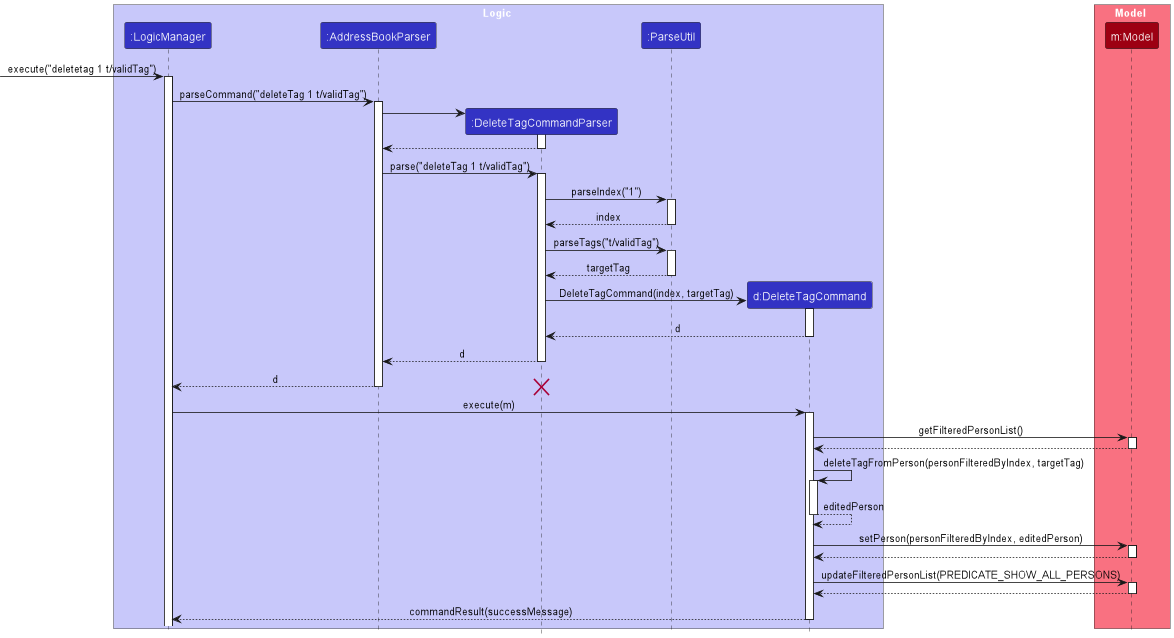 Logic
Model
:LogicManager
:AddressBookParser
:ParseUtil
m:Model
execute("deletetag 1 t/validTag")
parseCommand("deleteTag 1 t/validTag")
:DeleteTagCommandParser
parse("deleteTag 1 t/validTag")
parseIndex("1")
index
parseTags("t/validTag")
targetTag
DeleteTagCommand(index, targetTag)
d:DeleteTagCommand
d
d
d
execute(m)
getFilteredPersonList()
deleteTagFromPerson(personFilteredByIndex, targetTag)
editedPerson
setPerson(personFilteredByIndex, editedPerson)
updateFilteredPersonList(PREDICATE_SHOW_ALL_PERSONS)
commandResult(successMessage)